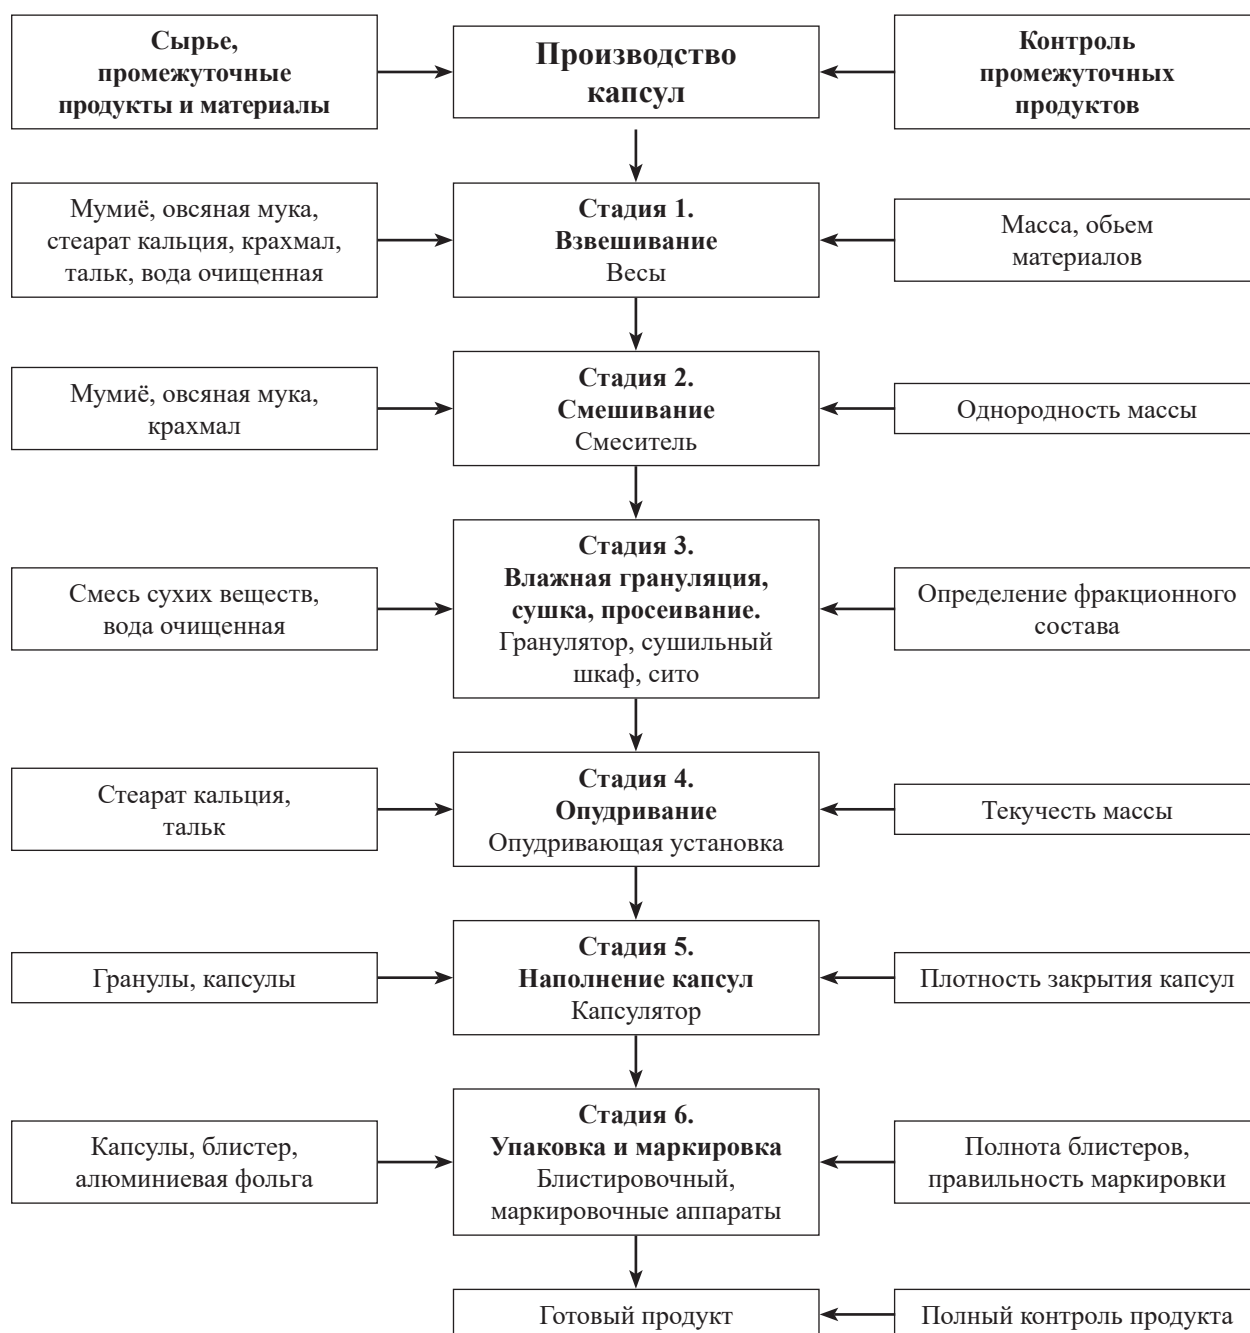 Сырье,
промежуточные
продукты и материалы
Производство
капсул
Контроль
промежуточных
продуктов
Мумиё, овсяная мука,
стеарат кальция, крахмал,
тальк, вода очищенная
Стадия 1.
Взвешивание
Весы
Масса, обьем
материалов
Мумиё, овсяная мука,
крахмал
Стадия 2.
Смешивание
Смеситель
Однородность массы
Смесь сухих веществ,
вода очищенная
Стадия 3.
Влажная грануляция,
сушка, просеивание.
Гранулятор, сушильный
шкаф, сито
Определение фракционного
состава
Стеарат кальция,
тальк
Стадия 4.
Опудривание
Опудривающая установка
Текучесть массы
Гранулы, капсулы
Стадия 5.
Наполнение капсул
Капсулятор
Плотность закрытия капсул
Капсулы, блистер,
алюминиевая фольга
Стадия 6.
Упаковка и маркировка
Блистировочный,
маркировочные аппараты
Полнота блистеров,
правильность маркировки
Готовый продукт
Полный контроль продукта